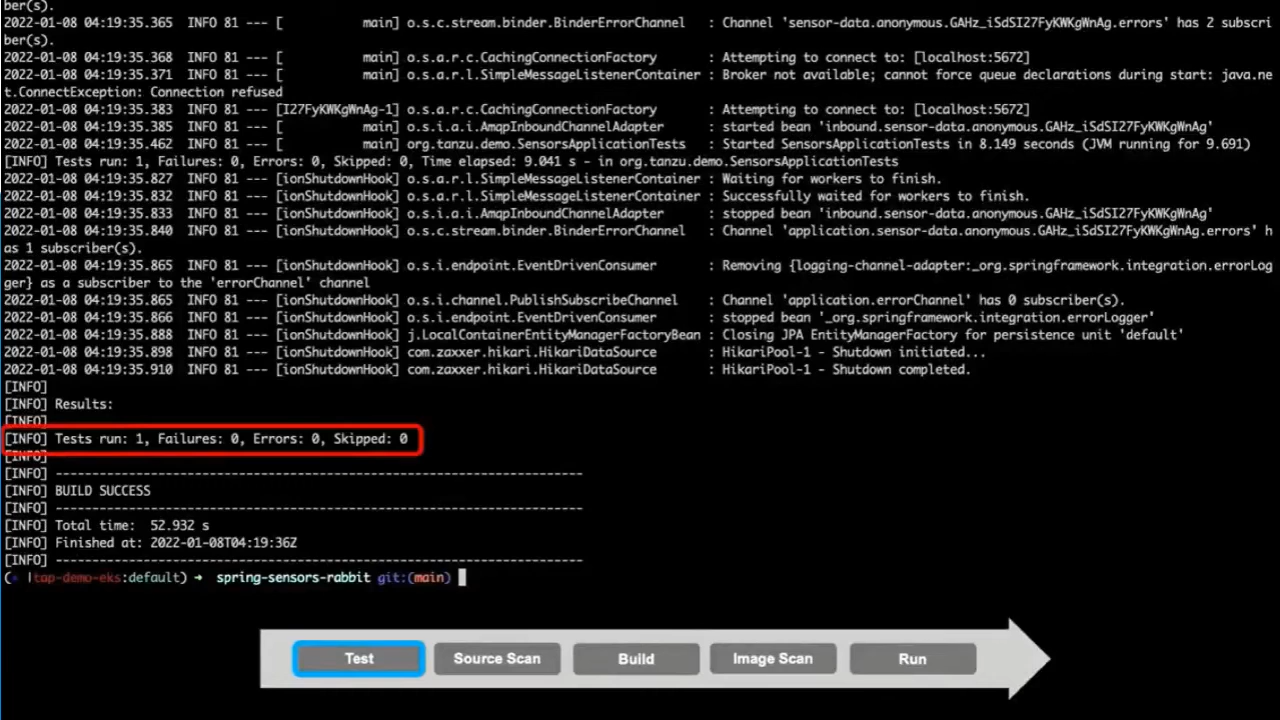 ber(s).
2022-01-08 04:19:35.365  INFO 81 --- [           main] o.s.c.stream.binder.BinderErrorChannel   : Channel 'sensor-data.anonymous.GAHz_iSdSI27FyKWKgWnAg.errors' has 2 subscri
ber(s).
2022-01-08 04:19:35.368  INFO 81 --- [           main] o.s.a.r.c.CachingConnectionFactory       : Attempting to connect to: [localhost:5672]
2022-01-08 04:19:35.371  INFO 81 --- [           main] o.s.a.r.l.SimpleMessageListenerContainer : Broker not available; cannot force queue declarations during start: java.ne
t.ConnectException: Connection refused
2022-01-08 04:19:35.383  INFO 81 --- [I27FyKWKgWnAg-1] o.s.a.r.c.CachingConnectionFactory       : Attempting to connect to: [localhost:5672]
2022-01-08 04:19:35.385  INFO 81 --- [           main] o.s.i.a.i.AmqpInboundChannelAdapter      : started bean 'inbound.sensor-data.anonymous.GAHz_iSdSI27FyKWKgWnAg'
2022-01-08 04:19:35.462  INFO 81 --- [           main] org.tanzu.demo.SensorsApplicationTests   : Started SensorsApplicationTests in 8.149 seconds (JVM running for 9.691)
[INFO] Tests run: 1, Failures: 0, Errors: 0, Skipped: 0, Time elapsed: 9.041 s - in org.tanzu.demo.SensorsApplicationTests
2022-01-08 04:19:35.827  INFO 81 --- [ionShutdownHook] o.s.a.r.l.SimpleMessageListenerContainer : Waiting for workers to finish.
2022-01-08 04:19:35.832  INFO 81 --- [ionShutdownHook] o.s.a.r.l.SimpleMessageListenerContainer : Successfully waited for workers to finish.
2022-01-08 04:19:35.833  INFO 81 --- [ionShutdownHook] o.s.i.a.i.AmqpInboundChannelAdapter      : stopped bean 'inbound.sensor-data.anonymous.GAHz_iSdSI27FyKWKgWnAg'
2022-01-08 04:19:35.840  INFO 81 --- [ionShutdownHook] o.s.c.stream.binder.BinderErrorChannel   : Channel 'application.sensor-data.anonymous.GAHz_iSdSI27FyKWKgWnAg.errors' h
as 1 subscriber(s).
2022-01-08 04:19:35.865  INFO 81 --- [ionShutdownHook] o.s.i.endpoint.EventDrivenConsumer       : Removing {logging-channel-adapter:_org.springframework.integration.errorLog
ger} as a subscriber to the 'errorChannel' channel
2022-01-08 04:19:35.865  INFO 81 --- [ionShutdownHook] o.s.i.channel.PublishSubscribeChannel    : Channel 'application.errorChannel' has 0 subscriber(s).
2022-01-08 04:19:35.866  INFO 81 --- [ionShutdownHook] o.s.i.endpoint.EventDrivenConsumer       : stopped bean '_org.springframework.integration.errorLogger'
2022-01-08 04:19:35.888  INFO 81 --- [ionShutdownHook] j.LocalContainerEntityManagerFactoryBean : Closing JPA EntityManagerFactory for persistence unit 'default'
2022-01-08 04:19:35.898  INFO 81 --- [ionShutdownHook] com.zaxxer.hikari.HikariDataSource       : HikariPool-1 - Shutdown initiated...
2022-01-08 04:19:35.910  INFO 81 --- [ionShutdownHook] com.zaxxer.hikari.HikariDataSource       : HikariPool-1 - Shutdown completed.
[INFO]
[INFO] Results:
[INFO]
[INFO] Tests run: 1, Failures: 0, Errors: 0, Skipped: 0
[INFO]
[INFO] ------------------------------------------------------------------------
[INFO] BUILD SUCCESS
[INFO] ------------------------------------------------------------------------
[INFO] Total time:  52.932 s
[INFO] Finished at: 2022-01-08T04:19:36Z
[INFO] ------------------------------------------------------------------------
(* |tap-demo-eks:default) → spring-sensors-rabbit git:(main)
Test
Source Scan
Build
Image Scan
Run